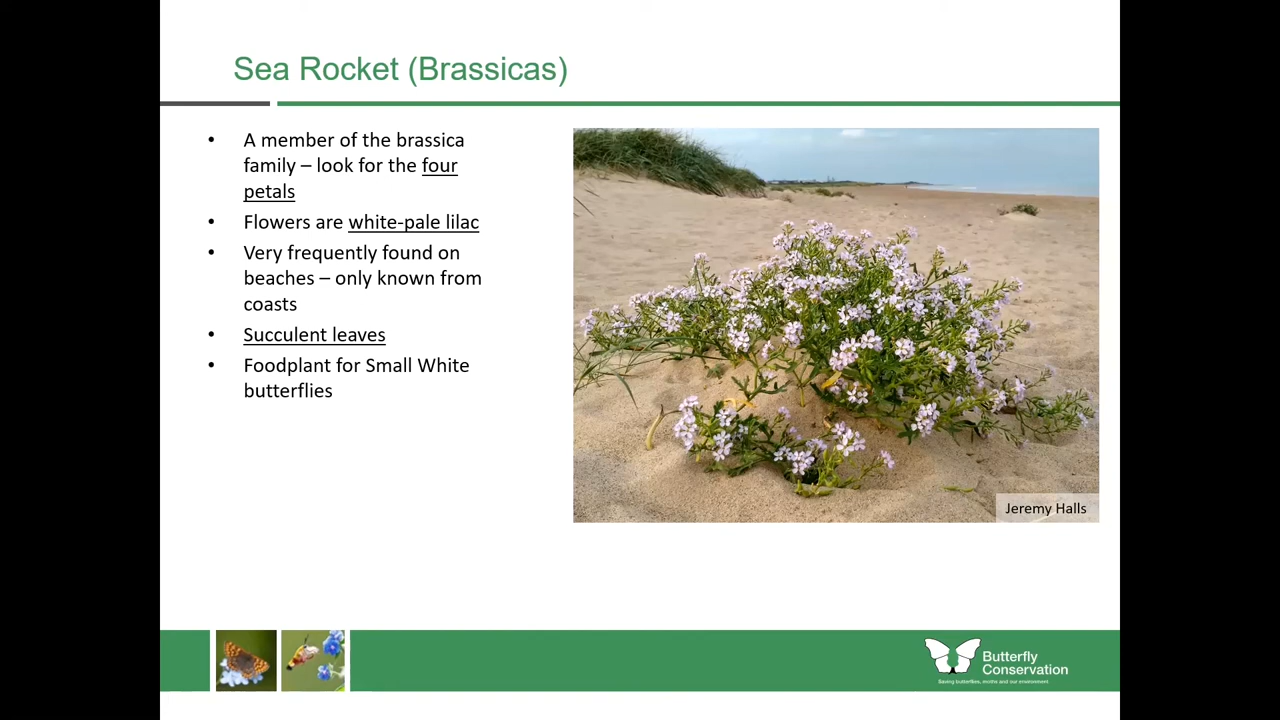 Sea Rocket (Brassicas)
• A member of the brassica
family – look for the four
petals
• Flowers are white-pale lilac
• Very frequently found on
beaches – only known from
coasts
• Succulent leaves
• Foodplant for Small White
butterflies
Jeremy Halls
Butterfly
Conservation
Saving butterflies, moths and our environment